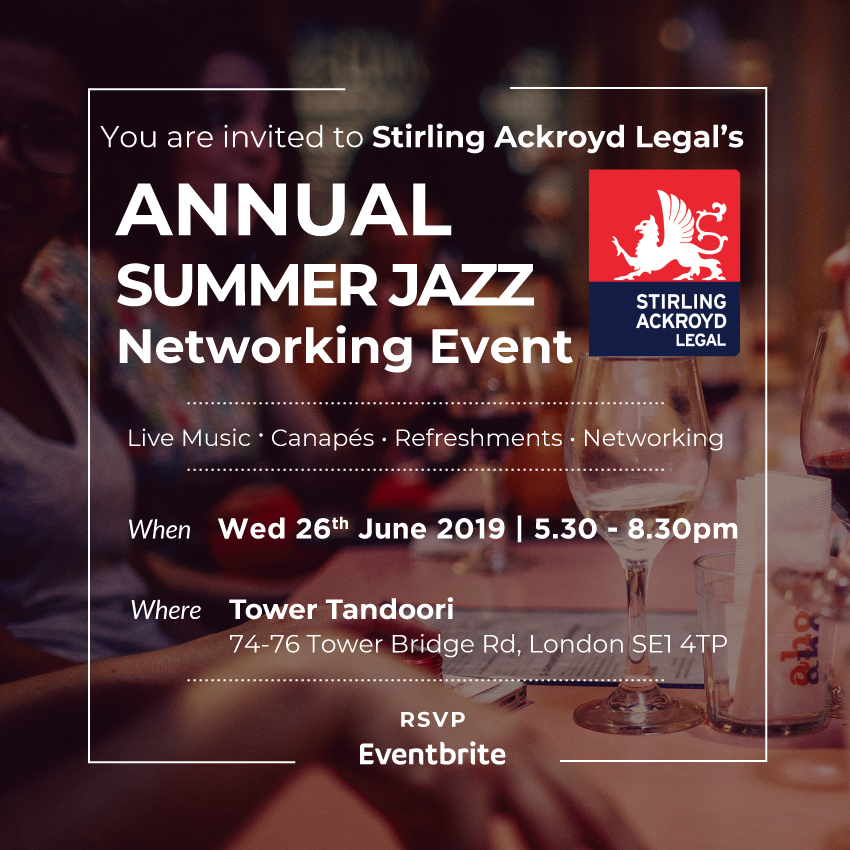 You are invited to Stirling Ackroyd Legal's
ANNUAL
SUMMER JAZZ
Networking Event
STIRLING
ACKROYD
LEGAL
Live Music • Canapés • Refreshments • Networking
When Wed 26th June 2019 | 5.30 - 8.30pm
Where Tower Tandoori
74-76 Tower Bridge Rd, London SE1 4TP
RSVP
Eventbrite